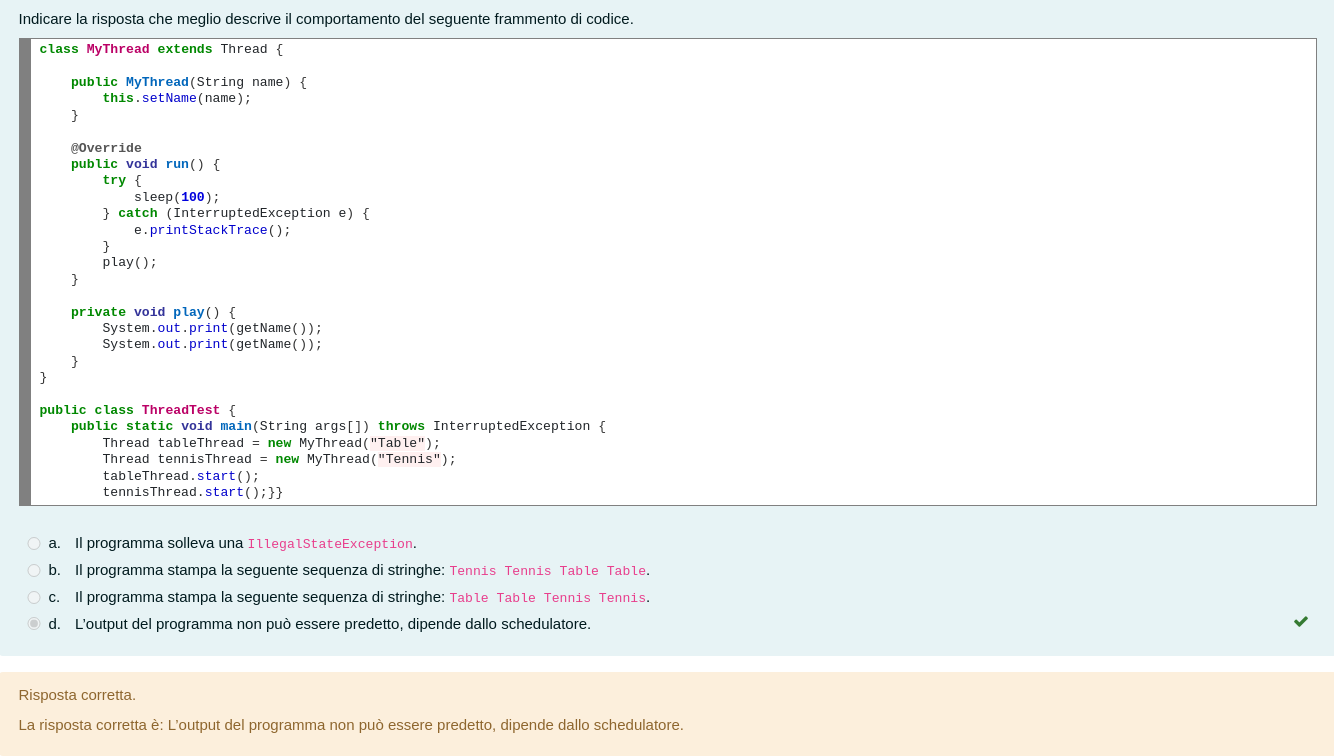 Indicare la risposta che meglio descrive il comportamento del seguente frammento di codice.
class MyThread extends Thread {
    public MyThread(String name) {
        this.setName(name);
    }
    @Override
    public void run() {
        try {
            sleep(100);
        } catch (InterruptedException e) {
            e.printStackTrace();
        }
        play();
    }
    private void play() {
        System.out.print(getName());
        System.out.print(getName());
    }
}
public class ThreadTest {
    public static void main(String args[]) throws InterruptedException {
        Thread tableThread = new MyThread("Table");
        Thread tennisThread = new MyThread("Tennis");
        tableThread.start();
        tennisThread.start();}}
a. Il programma solleva una IllegalStateException.
b. Il programma stampa la seguente sequenza di stringhe: Tennis Tennis Table Table.
c. Il programma stampa la seguente sequenza di stringhe: Table Table Tennis Tennis.
d. L'output del programma non può essere predetto, dipende dallo schedulatore.
Risposta corretta.
La risposta corretta è: L'output del programma non può essere predetto, dipende dallo schedulatore.